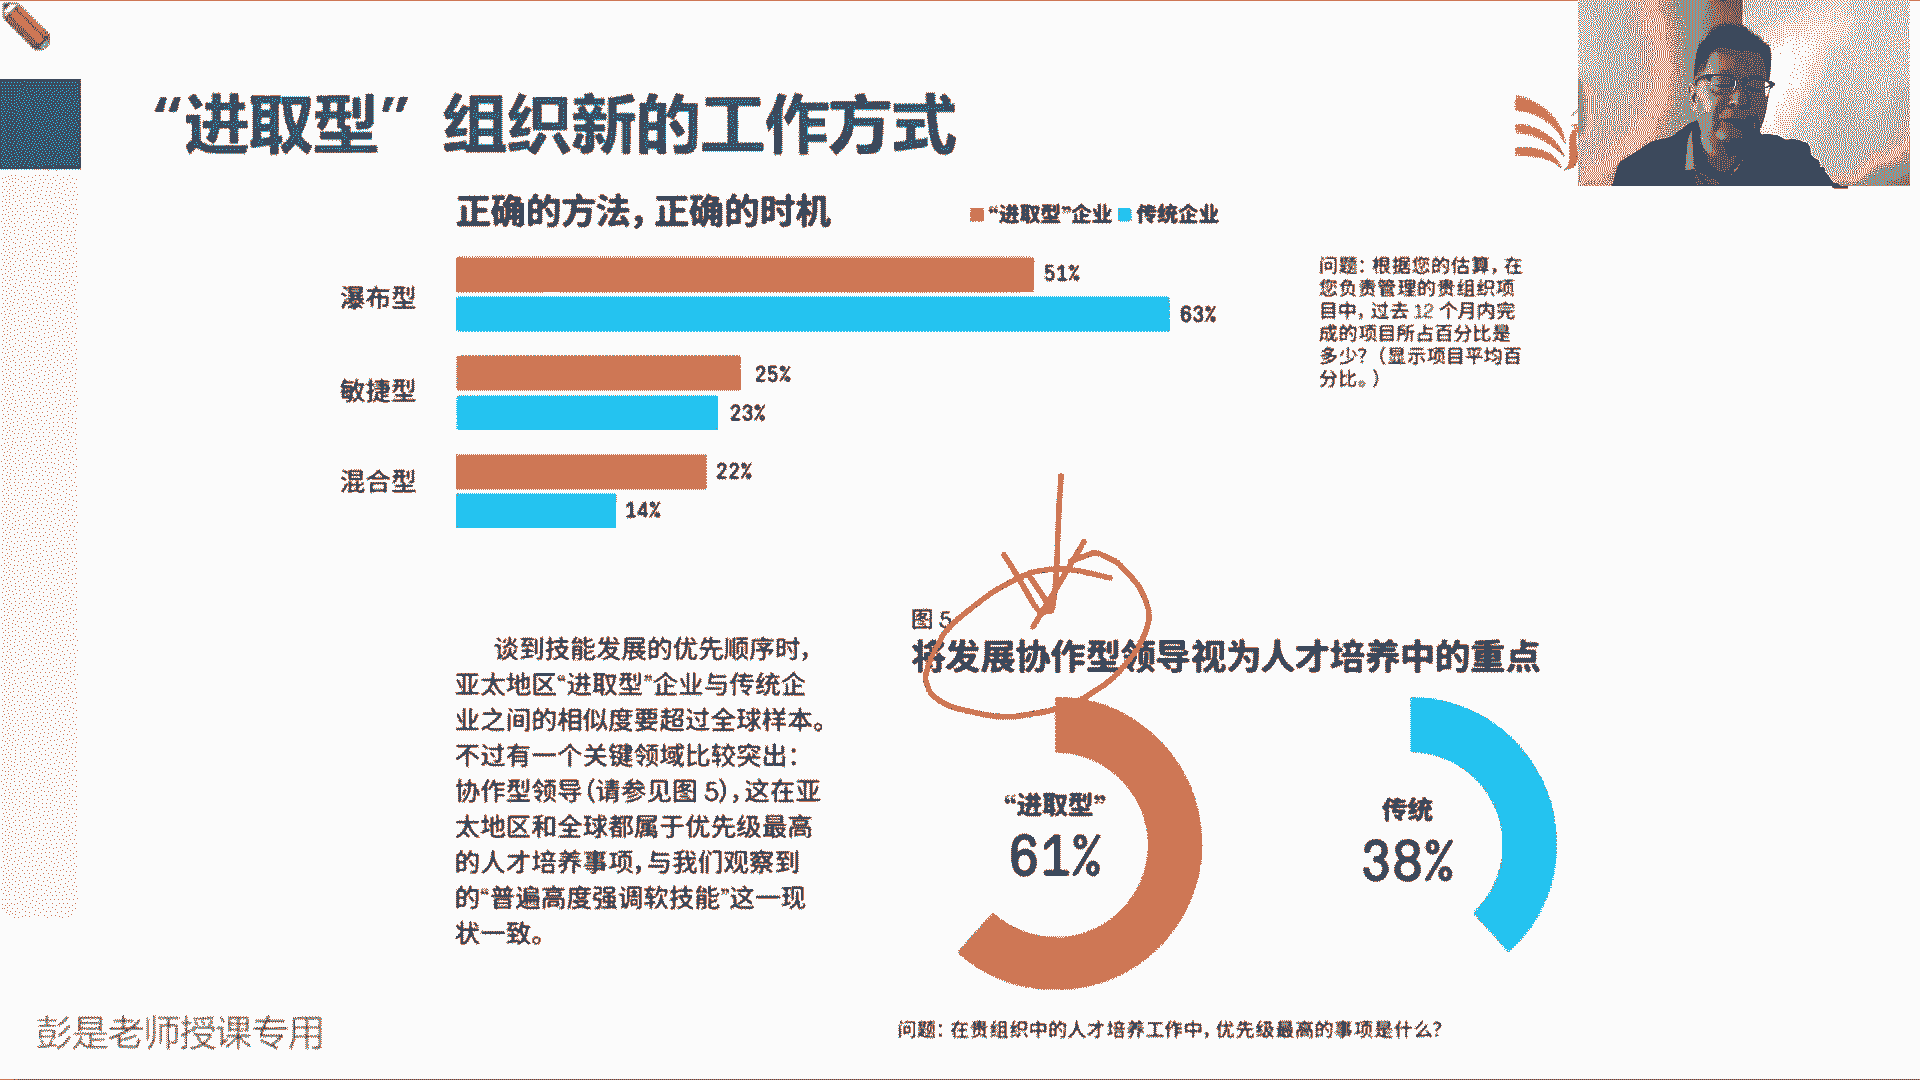 “进取型” 组织新的工作方式
正确的方法，正确的时机
“进取型”企业 传统企业
瀑布型
51%
63%
敏捷型
25%
23%
混合型
22%
14%
问题：根据您的估算，在
您负责管理的贵组织项
目中，过去 12 个月内完
成的项目所占百分比是
多少？（显示项目平均百
分比。）
谈到技能发展的优先顺序时，
亚太地区“进取型”企业与传统企
业之间的相似度要超过全球样本。
不过有一个关键领域比较突出：
协作型领导（请参见图 5），这在亚
太地区和全球都属于优先级最高
的人才培养事项，与我们观察到
的“普遍高度强调软技能”这一现
状一致。
图 5
将发展协作型领导视为人才培养中的重点
“进取型”
61%
传统
38%
问题：在贵组织中的人才培养工作中，优先级最高的事项是什么？
彭是老师授课专用